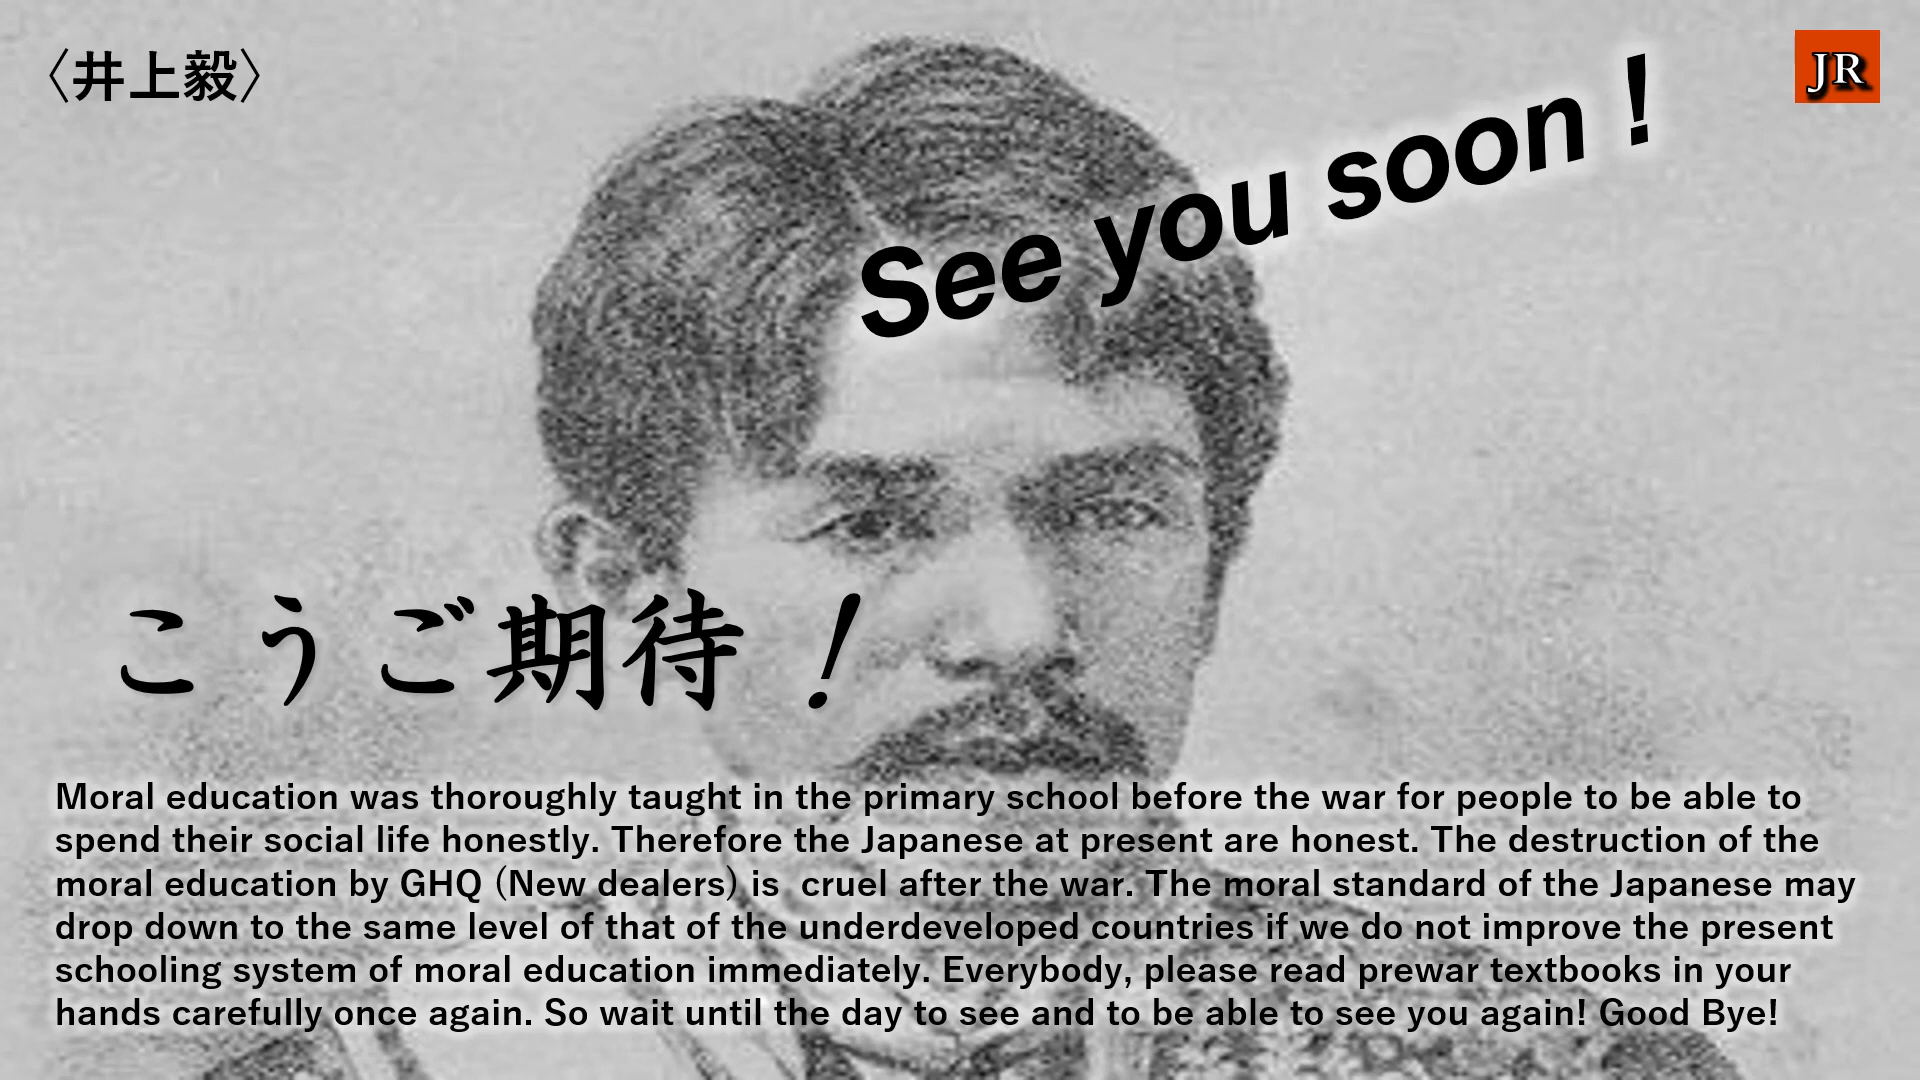 〈井上毅〉
JR
See you soon !
こうご期待 !
Moral education was thoroughly taught in the primary school before the war for people to be able to
spend their social life honestly. Therefore the Japanese at present are honest. The destruction of the
moral education by GHQ (New dealers) is  cruel after the war. The moral standard of the Japanese may
drop down to the same level of that of the underdeveloped countries if we do not improve the present
schooling system of moral education immediately. Everybody, please read prewar textbooks in your
hands carefully once again. So wait until the day to see and to be able to see you again! Good Bye!